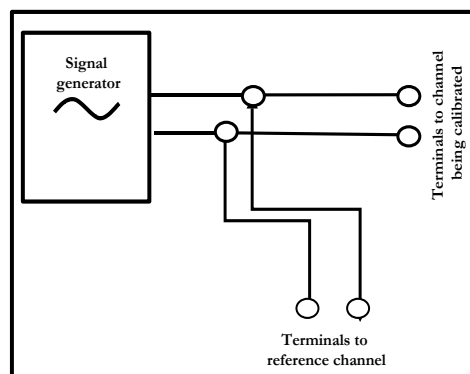 Signal
generator
Terminals to channel
being calibrated
Terminals to
reference channel